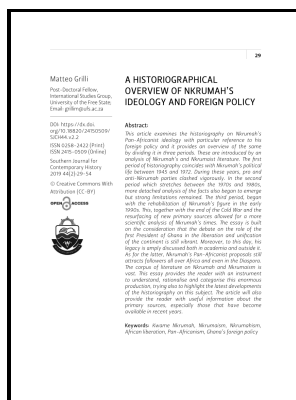 29
Matteo Grilli
Post-Doctoral Fellow,
International Studies Group,
University of the Free State;
Email: grillim@ufs.ac.za
DOI: https://dx.doi.
org/10.18820/24150509/
SJCH44.v2.2
ISSN 0258-2422 (Print)
ISSN 2415-0509 (Online)
Southern Journal for
Contemporary History
2019 44(2):29-54
© Creative Commons With
Attribution (CC-BY)
OPEN ACCESS
A HISTORIOGRAPHICAL
OVERVIEW OF NKRUMAH'S
IDEOLOGY AND FOREIGN POLICY
Abstract:
This article examines the historiography on Nkrumah's
Pan-Africanist ideology with particular reference to his
foreign policy and it provides an overview of the same
by dividing it in three periods. These are introduced by an
analysis of Nkrumah's and Nkrumaist literature. The first
period of historiography coincides with Nkrumah's political
life between 1945 and 1972. During these years, pro and
anti-Nkrumah parties clashed vigorously. In the second
period which stretches between the 1970s and 1980s,
more detailed analysis of the facts also began to emerge
but strong limitations remained. The third period, began
with the rehabilitation of Nkrumah's figure in the early
1990s. This, together with the end of the Cold War and the
resurfacing of new primary sources allowed for a more
scientific analysis of Nkrumah's times. The essay is built
on the consideration that the debate on the role of the
first President of Ghana in the liberation and unification
of the continent is still vibrant. Moreover, to this day, his
legacy is amply discussed both in academia and outside it.
As for the latter, Nkrumah's Pan-Africanist proposals still
attracts followers all over Africa and even in the Diaspora.
The corpus of literature on Nkrumah and Nkrumaism is
vast. This essay provides the reader with an instrument
to understand, rationalise and categorise this enormous
production, trying also to highlight the latest developments
of the historiography on this subject. The article will also
provide the reader with useful information about the
primary sources, especially those that have become
available in recent years.
Keywords: Kwame Nkrumah, Nkrumaism, Nkrumahism,
African liberation, Pan-Africanism, Ghana's foreign policy